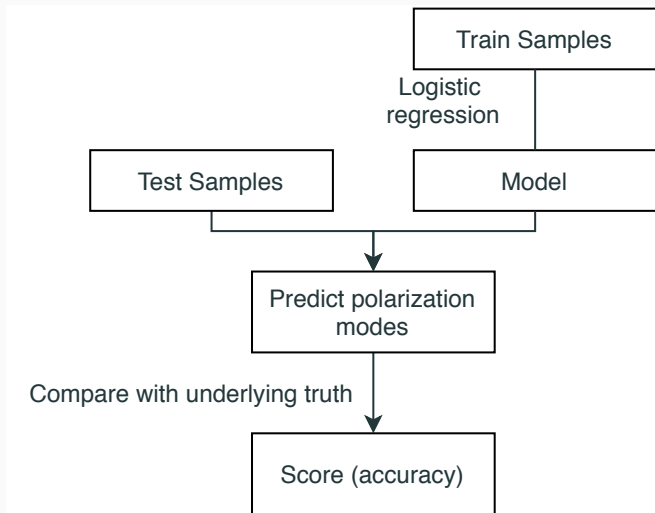 Train Samples
Logistic
regression
Test Samples
Model
Predict polarization
modes
Compare with underlying truth
Score (accuracy)